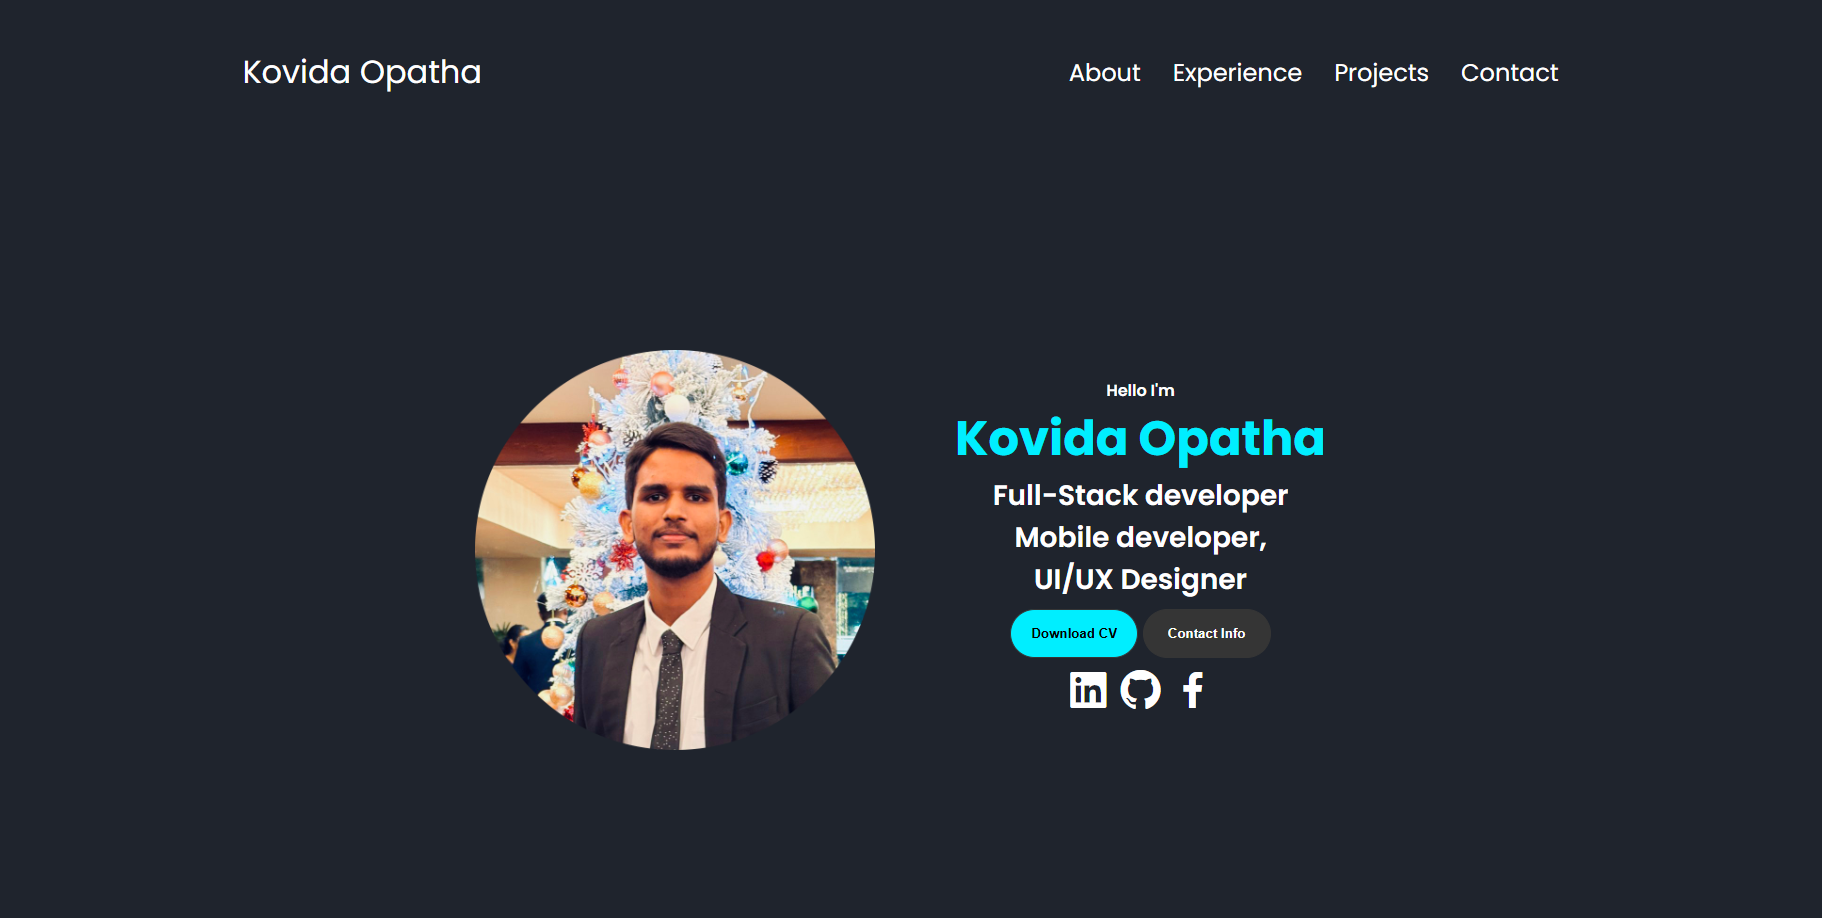 Kovida Opatha
About Experience Projects Contact
Hello I'm
Kovida Opatha
Full-Stack developer
Mobile developer,
UI/UX Designer
Download CV Contact Info
in f